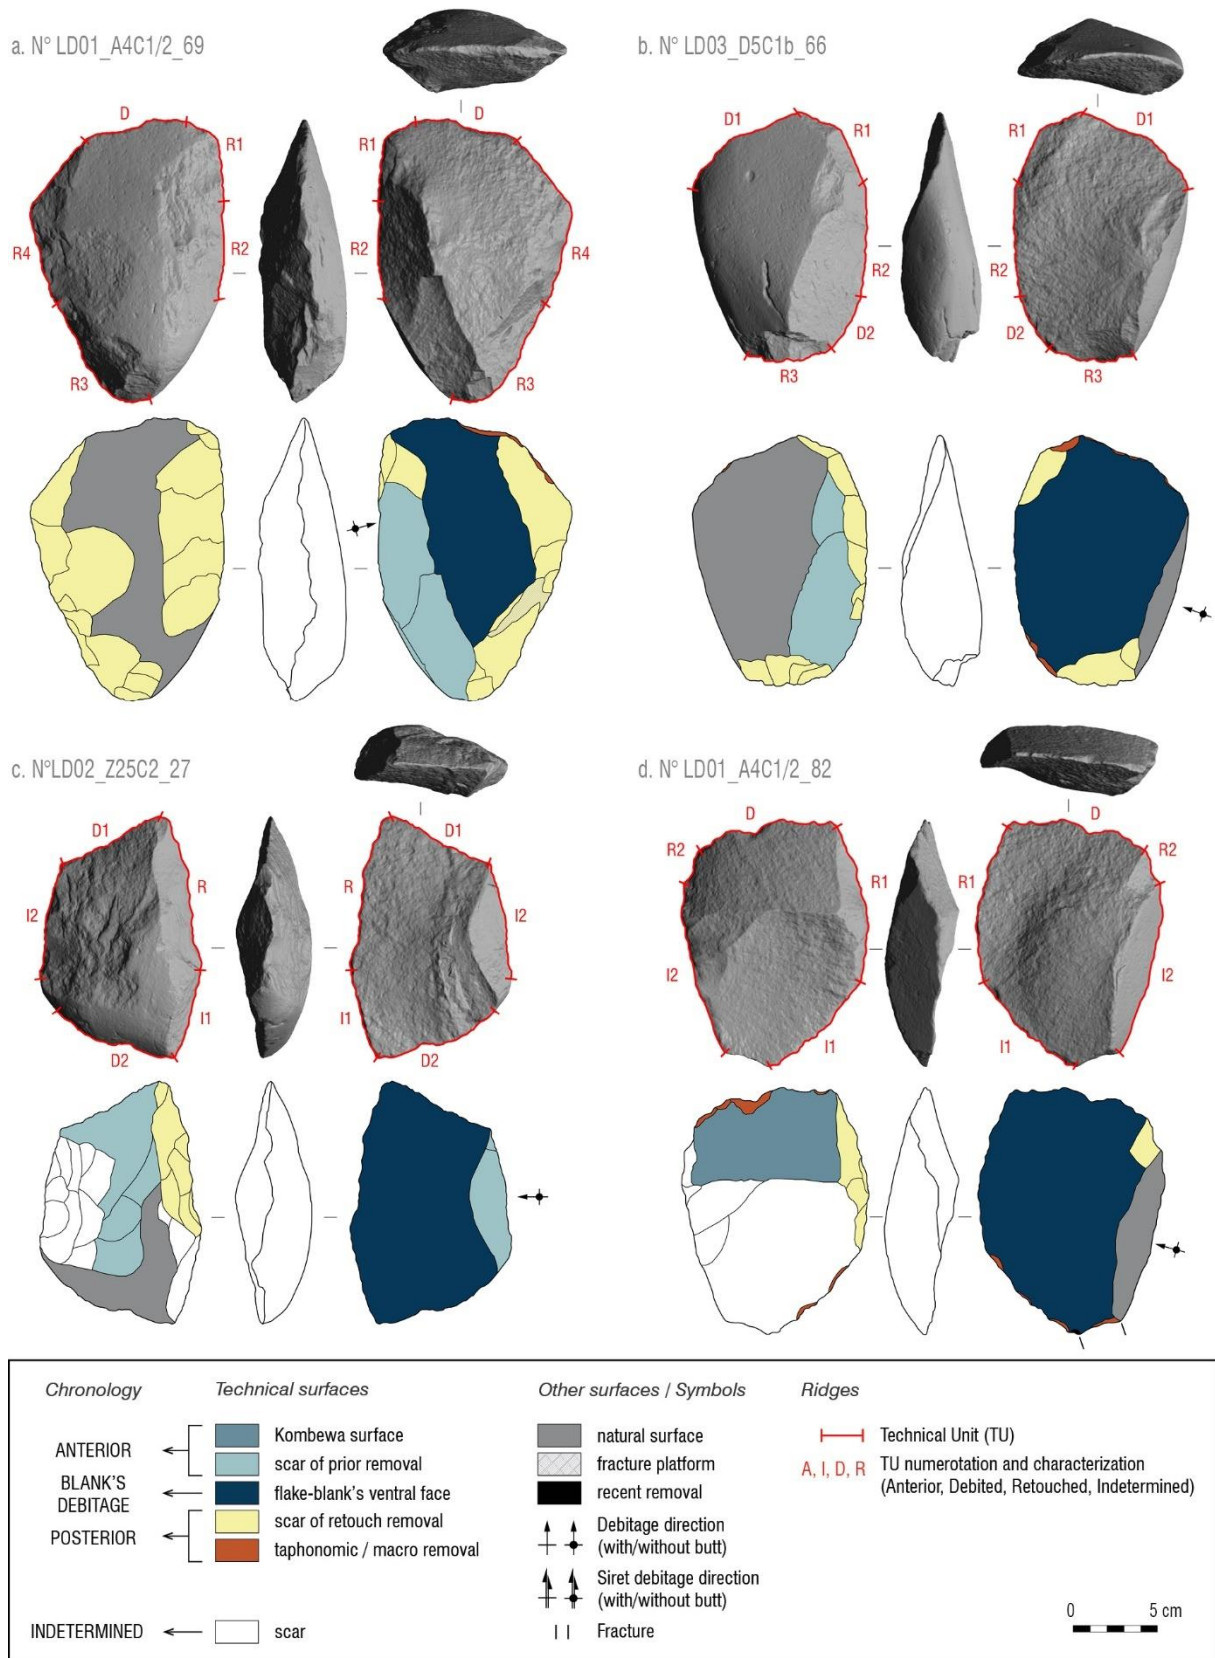 a. N° LD01_A4C1/2_69
b. N° LD03_D5C1b_66
D
D
R1
R1
R4
R2
R2
R4
R3
R3
D1
R1
R1
D1
R2
R2
D2
D2
R3
R3
c. N°LD02_Z25C2_27
d. N° LD01_A4C1/2_82
D1
D1
R
R
I2
I2
I1
I1
D2
D2
D
D
R2
R2
R1
R1
I2
I2
I1
I1
Chronology
Technical surfaces
Other surfaces / Symbols
Ridges
ANTERIOR
Kombewa surface
scar of prior removal
BLANK'S
DEBITAGE
flake-blank's ventral face
POSTERIOR
scar of retouch removal
taphonomic / macro removal
INDETERMINED
scar
natural surface
fracture platform
recent removal
Debitage direction
(with/without butt)
Siret debitage direction
(with/without butt)
Fracture
Technical Unit (TU)
A, I, D, R
TU numerotation and characterization
(Anterior, Debited, Retouched, Indetermined)
0 5 cm